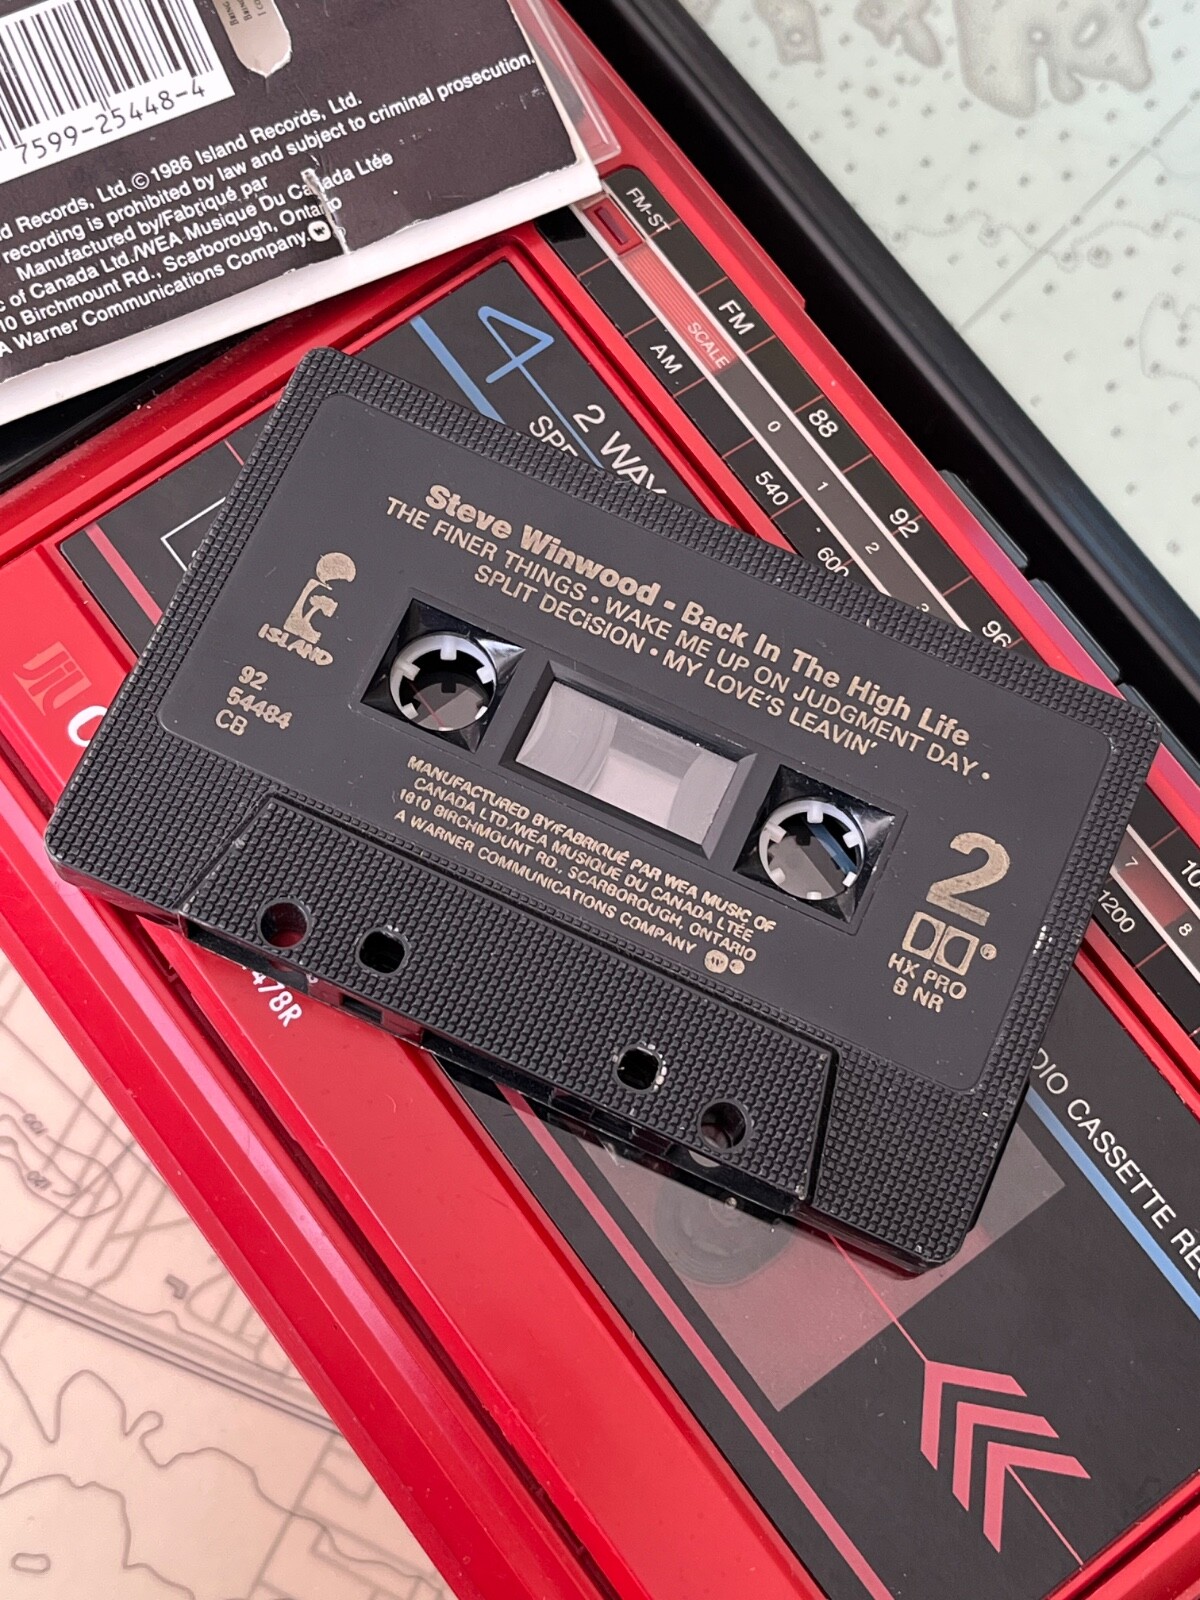 7599-25448-4
d Records, Ltd. © 1986 Island Records, Ltd.
recording is prohibited by law and subject to criminal prosecution.
Manufactured by/Fabriqué par
c of Canada Ltd./WEA Musique Du Canada Ltée
10 Birchmount Rd., Scarborough, Ontario
A Warner Communications Company.
FM-ST
FM
SCALE
AM
88
0
92
540
1
2
600
96
4
2 WAY
Steve Winwood - Back In The High Life
THE FINER THINGS • WAKE ME UP ON JUDGMENT DAY •
SPLIT DECISION • MY LOVE'S LEAVIN'
ISLAND
92
54484
CB
MANUFACTURED BY/FABRIQUÉ PAR WEA MUSIC OF
CANADA LTD./WEA MUSIQUE DU CANADA LTÉE
1810 BIRCHMOUNT RD., SCARBOROUGH, ONTARIO
A WARNER COMMUNICATIONS COMPANY
2
HX PRO
B NR
7
10
1200
8
478R
DIO CASSETTE REC